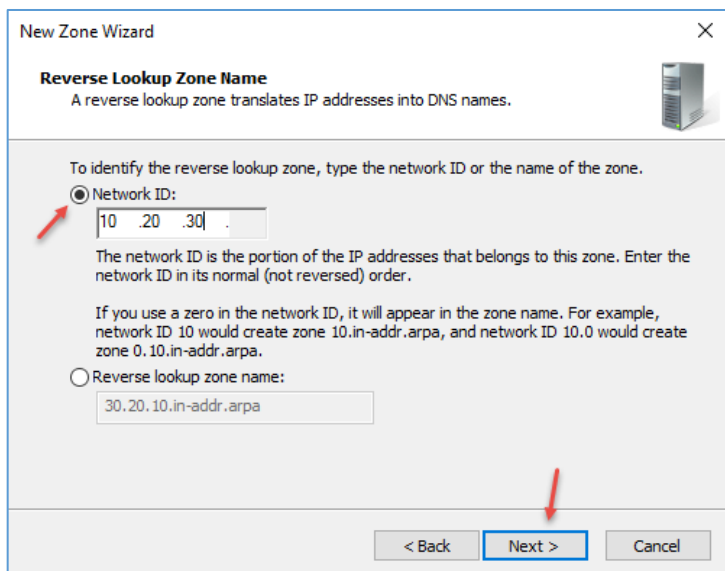 New Zone Wizard
Reverse Lookup Zone Name
A reverse lookup zone translates IP addresses into DNS names.
To identify the reverse lookup zone, type the network ID or the name of the zone.
Network ID:
10 .20 .30 .
The network ID is the portion of the IP addresses that belongs to this zone. Enter the
network ID in its normal (not reversed) order.
If you use a zero in the network ID, it will appear in the zone name. For example,
network ID 10 would create zone 10.in-addr.arpa, and network ID 10.0 would create
zone 0.10.in-addr.arpa.
Reverse lookup zone name:
30.20.10.in-addr.arpa
< Back Next > Cancel